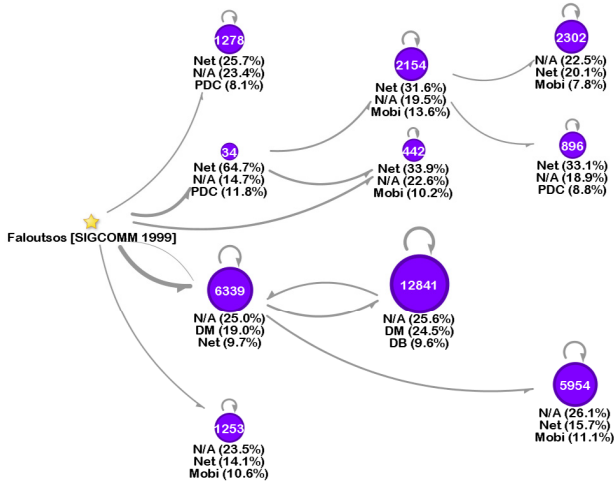 1278
Net (25.7%)
N/A (23.4%)
PDC (8.1%)
2154
Net (31.6%)
N/A (19.5%)
Mobi (13.6%)
2302
N/A (22.5%)
Net (20.1%)
Mobi (7.8%)
34
Net (64.7%)
N/A (14.7%)
PDC (11.8%)
442
Net (33.9%)
N/A (22.6%)
Mobi (10.2%)
896
Net (33.1%)
N/A (18.9%)
PDC (8.8%)
Faloutsos [SIGCOMM 1999]
6339
N/A (25.0%)
DM (19.0%)
Net (9.7%)
12841
N/A (25.6%)
DM (24.5%)
DB (9.6%)
5954
N/A (26.1%)
Net (15.7%)
Mobi (11.1%)
1253
N/A (23.5%)
Net (14.1%)
Mobi (10.6%)